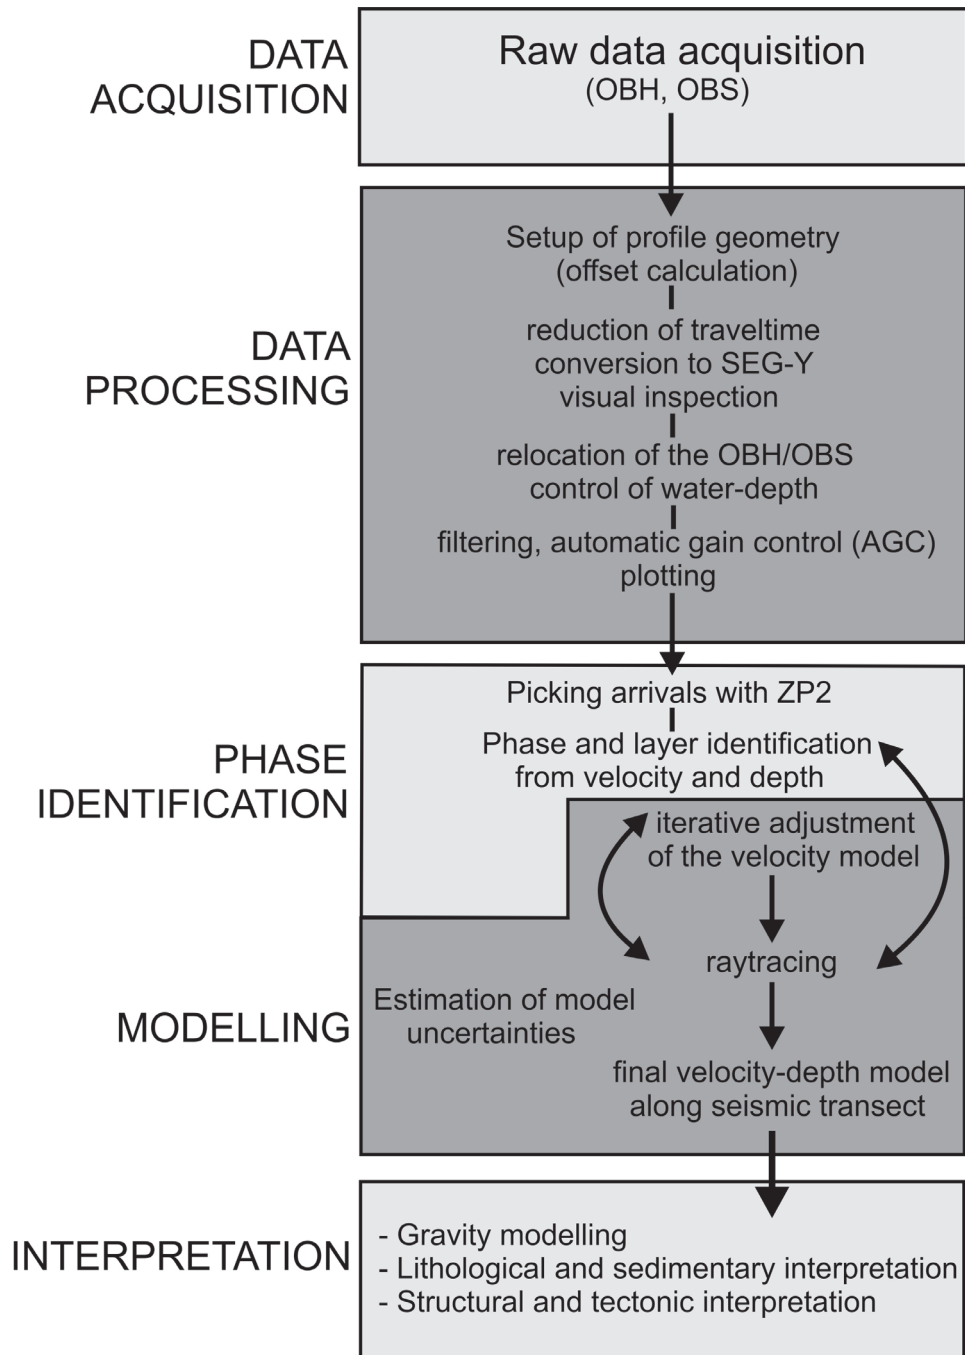 DATA
ACQUISITION
Raw data acquisition
(OBH, OBS)
DATA
PROCESSING
Setup of profile geometry
(offset calculation)
reduction of traveltime
conversion to SEG-Y
visual inspection
relocation of the OBH/OBS
control of water-depth
filtering, automatic gain control (AGC)
plotting
PHASE
IDENTIFICATION
Picking arrivals with ZP2
Phase and layer identification
from velocity and depth
MODELLING
iterative adjustment
of the velocity model
raytracing
Estimation of model
uncertainties
final velocity-depth model
along seismic transect
INTERPRETATION
- Gravity modelling
- Lithological and sedimentary interpretation
- Structural and tectonic interpretation